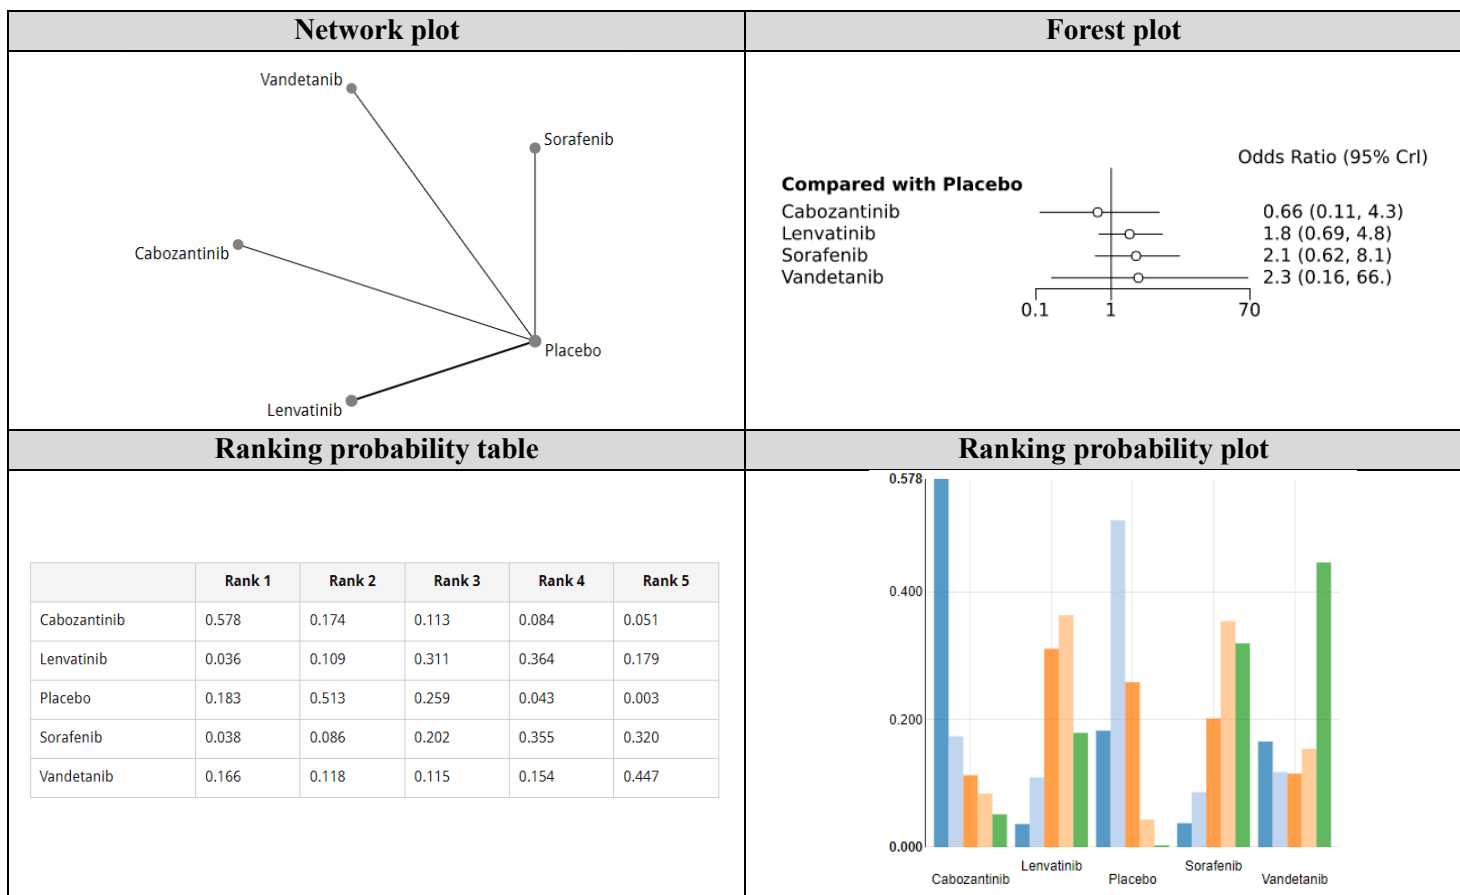 Network plot
Forest plot
Vandetanib
Sorafenib
Cabozantinib
Placebo
Lenvatinib
Odds Ratio (95% CrI)
Compared with Placebo
Cabozantinib 0.66 (0.11, 4.3)
Lenvatinib 1.8 (0.69, 4.8)
Sorafenib 2.1 (0.62, 8.1)
Vandetanib 2.3 (0.16, 66.)
0.1 1 70
Ranking probability table
Ranking probability plot
Rank 1 Rank 2 Rank 3 Rank 4 Rank 5
Cabozantinib 0.578 0.174 0.113 0.084 0.051
Lenvatinib 0.036 0.109 0.311 0.364 0.179
Placebo 0.183 0.513 0.259 0.043 0.003
Sorafenib 0.038 0.086 0.202 0.355 0.320
Vandetanib 0.166 0.118 0.115 0.154 0.447
0.578
0.400
0.200
0.000
Cabozantinib Lenvatinib Placebo Sorafenib Vandetanib